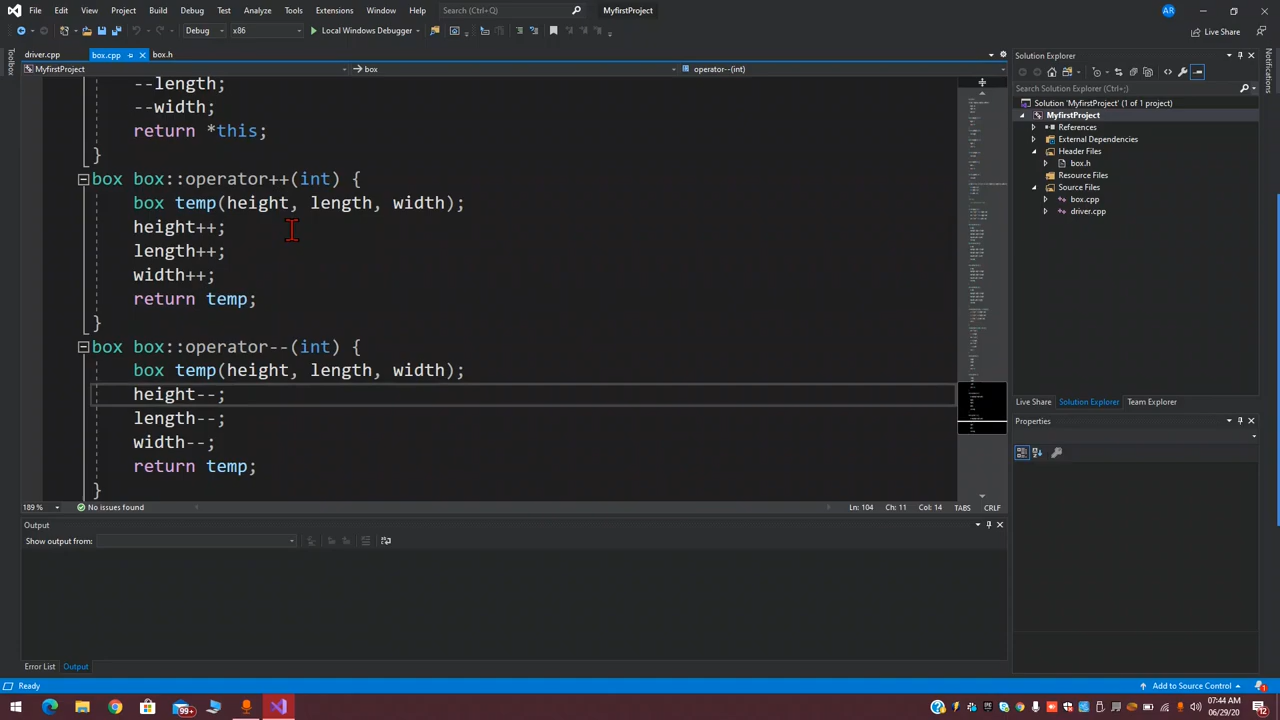 File Edit View Project Build Debug Test Analyze Tools Extensions Window Help Search (Ctrl+Q) MyfirstProject AR
Debug x86 Local Windows Debugger Live Share
Toolbox
driver.cpp box.cpp box.h
MyfirstProject box operator--(int)
--length;
--width;
return *this;
}
box box::operator++(int) {
box temp(height, length, width);
height++;
length++;
width++;
return temp;
}
box box::operator--(int) {
box temp(height, length, width);
height--;
length--;
width--;
return temp;
}
189 % No issues found Ln: 104 Ch: 11 Col: 14 TABS CRLF
Output
Show output from:
Error List Output
Solution Explorer
Search Solution Explorer (Ctrl+;)
Solution 'MyfirstProject' (1 of 1 project)
MyfirstProject
References
External Dependencies
Header Files
box.h
Resource Files
Source Files
box.cpp
driver.cpp
Live Share Solution Explorer Team Explorer
Properties
Notifications
Ready Add to Source Control 1
99+ 07:44 AM 06/29/20 12